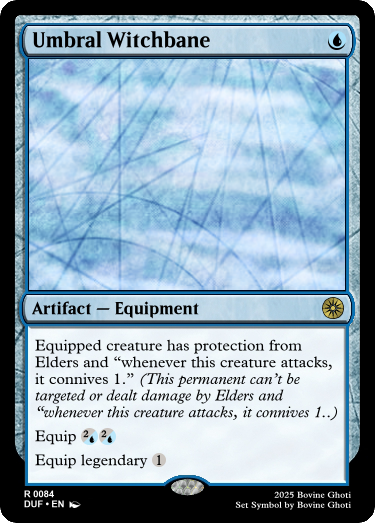 Umbral Witchbane
Artifact — Equipment
Equipped creature has protection from
Elders and “whenever this creature attacks,
it connives 1.” (This permanent can’t be
targeted or dealt damage by Elders and
“whenever this creature attacks, it connives 1..)
Equip 2 2
Equip legendary 1
R 0084
DUF • EN
2025 Bovine Ghoti
Set Symbol by Bovine Ghoti